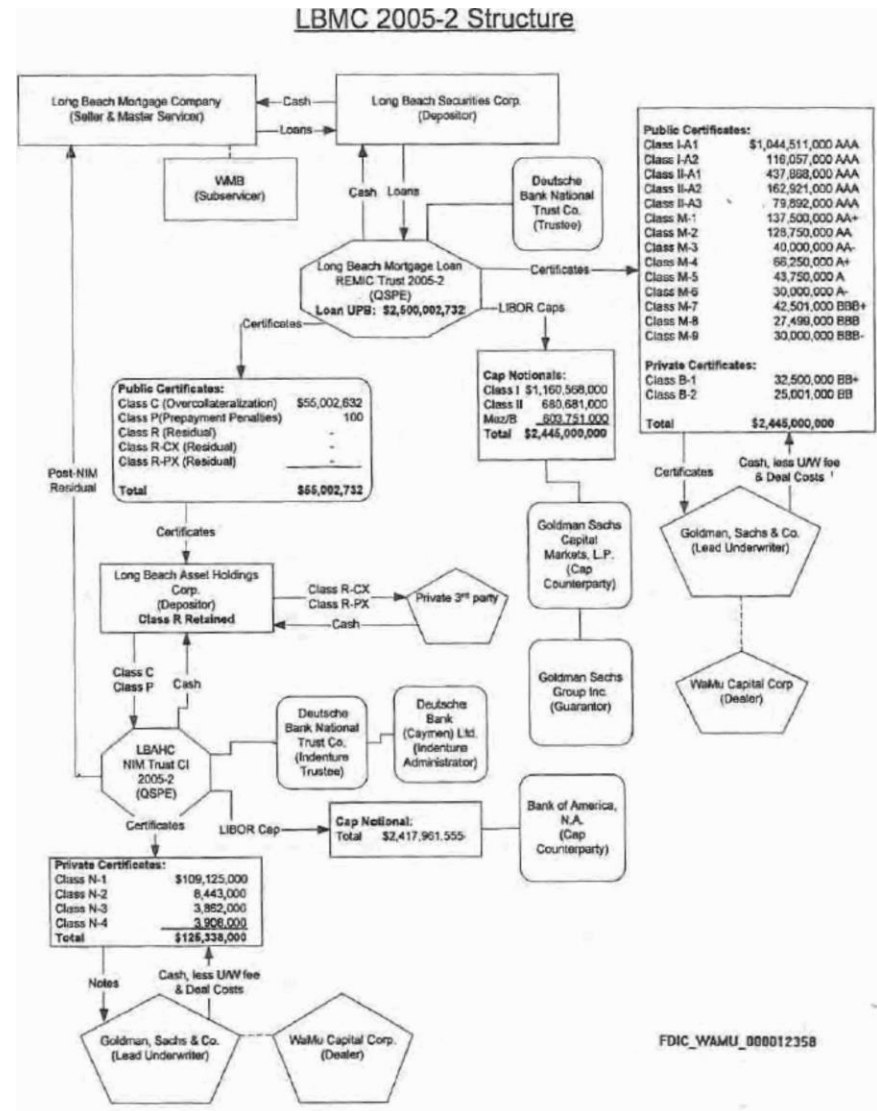 LBMC 2005-2 Structure
Long Beach Mortgage Company
(Seller & Master Servicer)
Cash
Loans
Long Beach Securities Corp.
(Depositor)
WMB
(Subservicer)
Cash
Loans
Deutsche
Bank National
Trust Co.
(Trustee)
Public Certificates:
Class I-A1 $1,044,511,000 AAA
Class I-A2 116,057,000 AAA
Class II-A1 437,868,000 AAA
Class II-A2 162,921,000 AAA
Class II-A3 79,892,000 AAA
Class M-1 137,500,000 AA+
Class M-2 128,750,000 AA
Class M-3 40,000,000 AA-
Class M-4 66,250,000 A+
Class M-5 43,750,000 A
Class M-6 30,000,000 A-
Class M-7 42,501,000 BBB+
Class M-8 27,499,000 BBB
Class M-9 30,000,000 BBB-
Private Certificates:
Class B-1 32,500,000 BB+
Class B-2 25,001,000 BB
Total $2,445,000,000
Long Beach Mortgage Loan
REMIC Trust 2005-2
(QSPE)
Loan UPB: $2,500,002,732
Certificates
Certificates
LIBOR Caps
Public Certificates:
Class C (Overcollateralization) $55,002,632
Class P(Prepayment Penalties) 100
Class R (Residual) -
Class R-CX (Residual) -
Class R-PX (Residual) -
Total $55,002,732
Cap Notionals:
Class I $1,160,568,000
Class II 680,681,000
Mez/B 603,751,000
Total $2,445,000,000
Post-NIM
Residual
Certificates
Cash, less U/W fee
& Deal Costs
Goldman, Sachs & Co.
(Lead Underwriter)
Goldman Sachs
Capital
Markets, L.P.
(Cap
Counterparty)
Certificates
Long Beach Asset Holdings
Corp.
(Depositor)
Class R Retained
Class R-CX
Class R-PX
Cash
Private 3rd party
Goldman Sachs
Group Inc.
(Guarantor)
WaMu Capital Corp
(Dealer)
Class C
Class P
Cash
LBAHC
NIM Trust CI
2005-2
(QSPE)
Deutsche
Bank National
Trust Co.
(Indenture
Trustee)
Deutsche
Bank
(Caymen) Ltd.
(Indenture
Administrator)
Certificates
LIBOR Cap
Cap Notional:
Total $2,417,961,555
Bank of America,
N.A.
(Cap
Counterparty)
Private Certificates:
Class N-1 $109,125,000
Class N-2 8,443,000
Class N-3 3,862,000
Class N-4 3,908,000
Total $125,338,000
Notes
Cash, less U/W fee
& Deal Costs
Goldman, Sachs & Co.
(Lead Underwriter)
WaMu Capital Corp.
(Dealer)
FDIC_WAMU_000012358